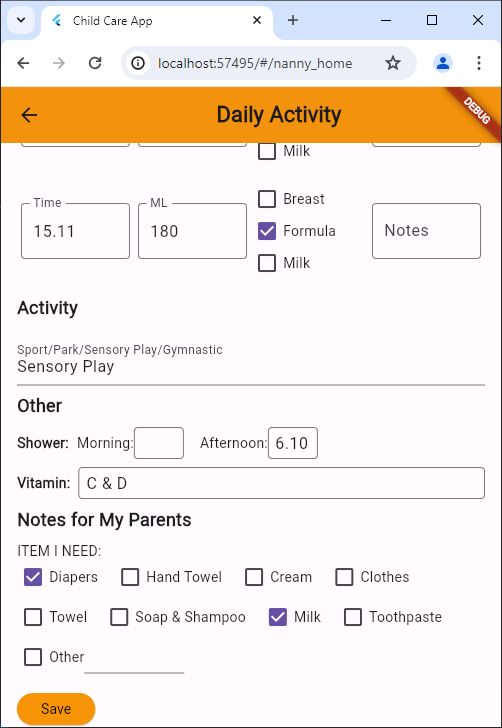 Child Care App
localhost:57495/#/nanny_home
Daily Activity
DEBUG
Milk
Time ML Breast
15.11 180 Formula Notes
Milk
Activity
Sport/Park/Sensory Play/Gymnastic
Sensory Play
Other
Shower: Morning: Afternoon: 6.10
Vitamin: C & D
Notes for My Parents
ITEM I NEED:
Diapers Hand Towel Cream Clothes
Towel Soap & Shampoo Milk Toothpaste
Other
Save